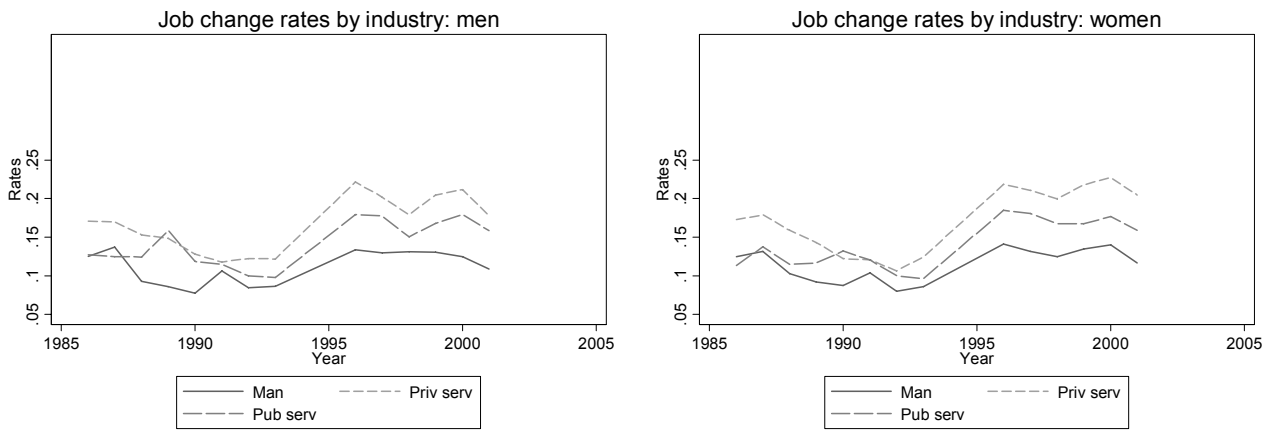 Job change rates by industry: men
Rates
.25
.2
.15
.1
.05
1985 1990 1995 2000 2005
Year
Man Priv serv
Pub serv
Job change rates by industry: women
Rates
.25
.2
.15
.1
.05
1985 1990 1995 2000 2005
Year
Man Priv serv
Pub serv